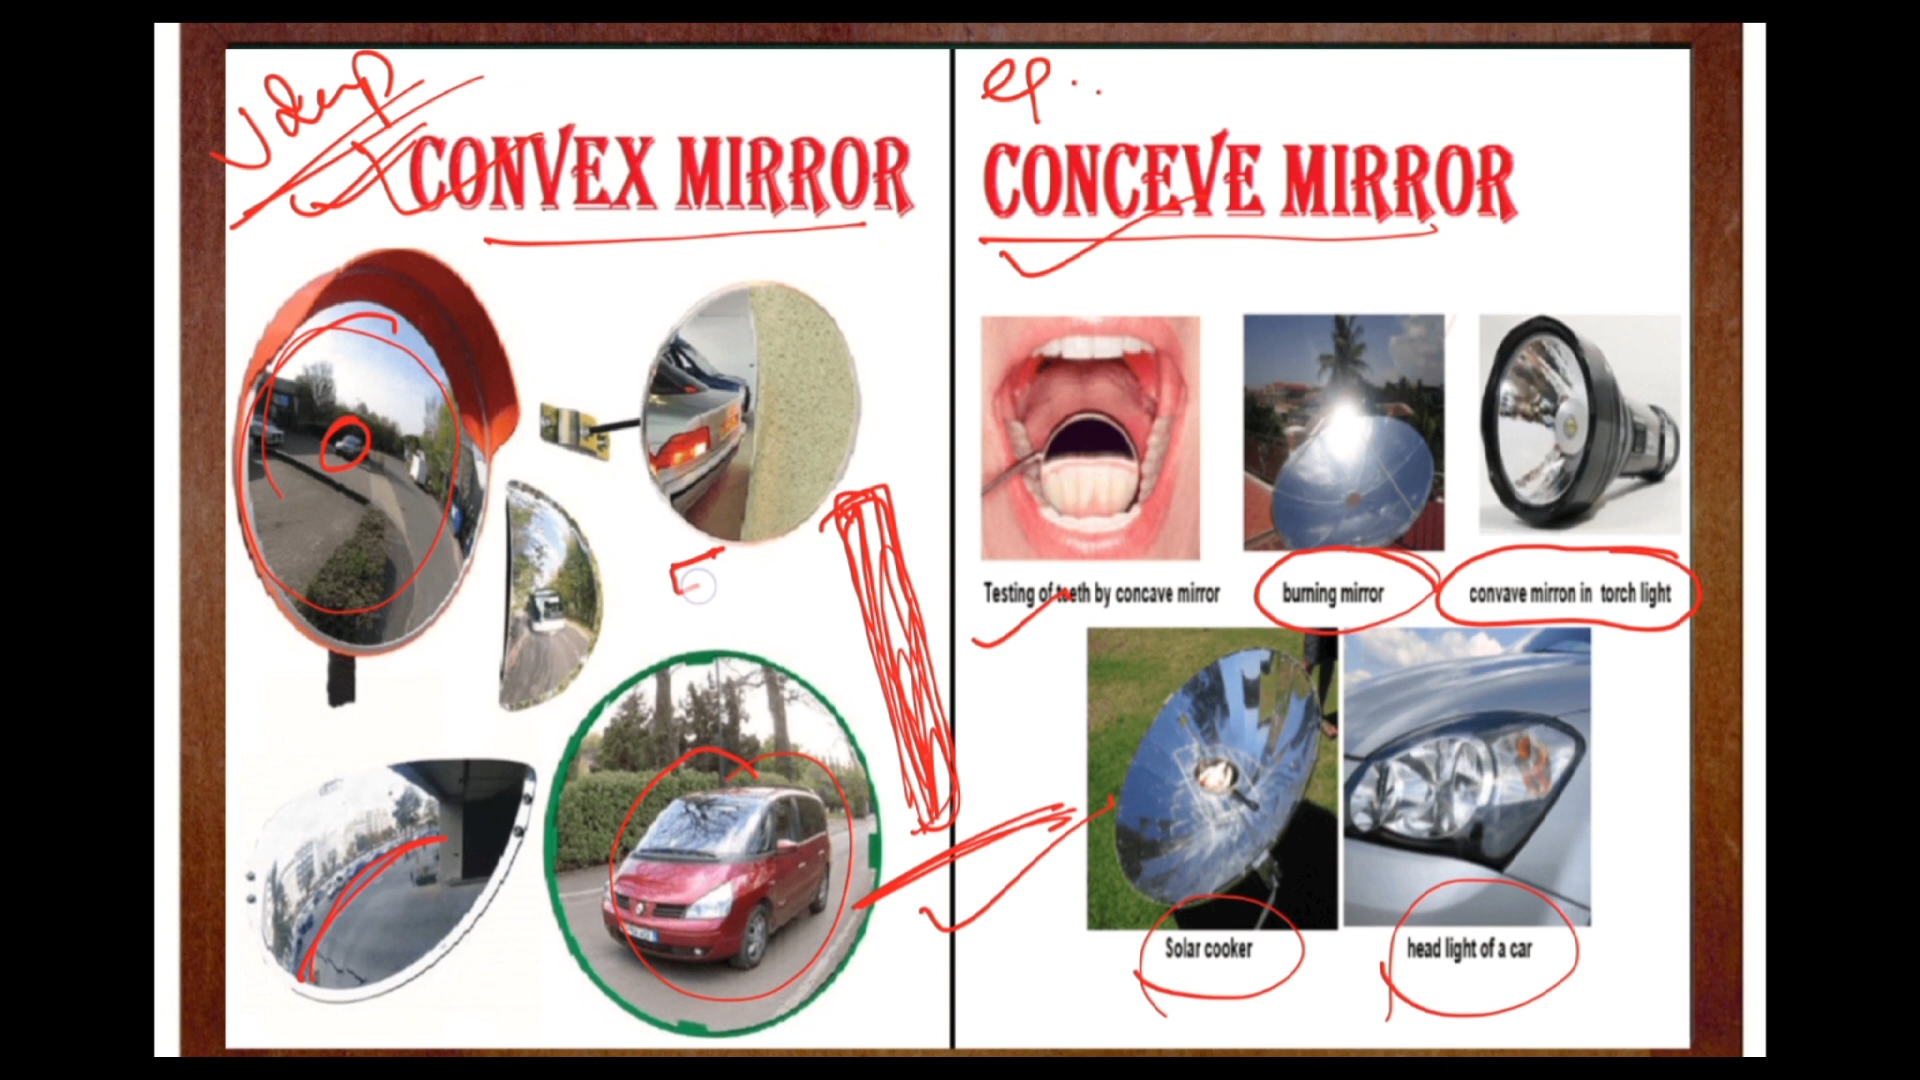 CONVEX MIRROR
CONCEVE MIRROR
Testing of teeth by concave mirror
burning mirror
convave mirron in torch light
Solar cooker
head light of a car